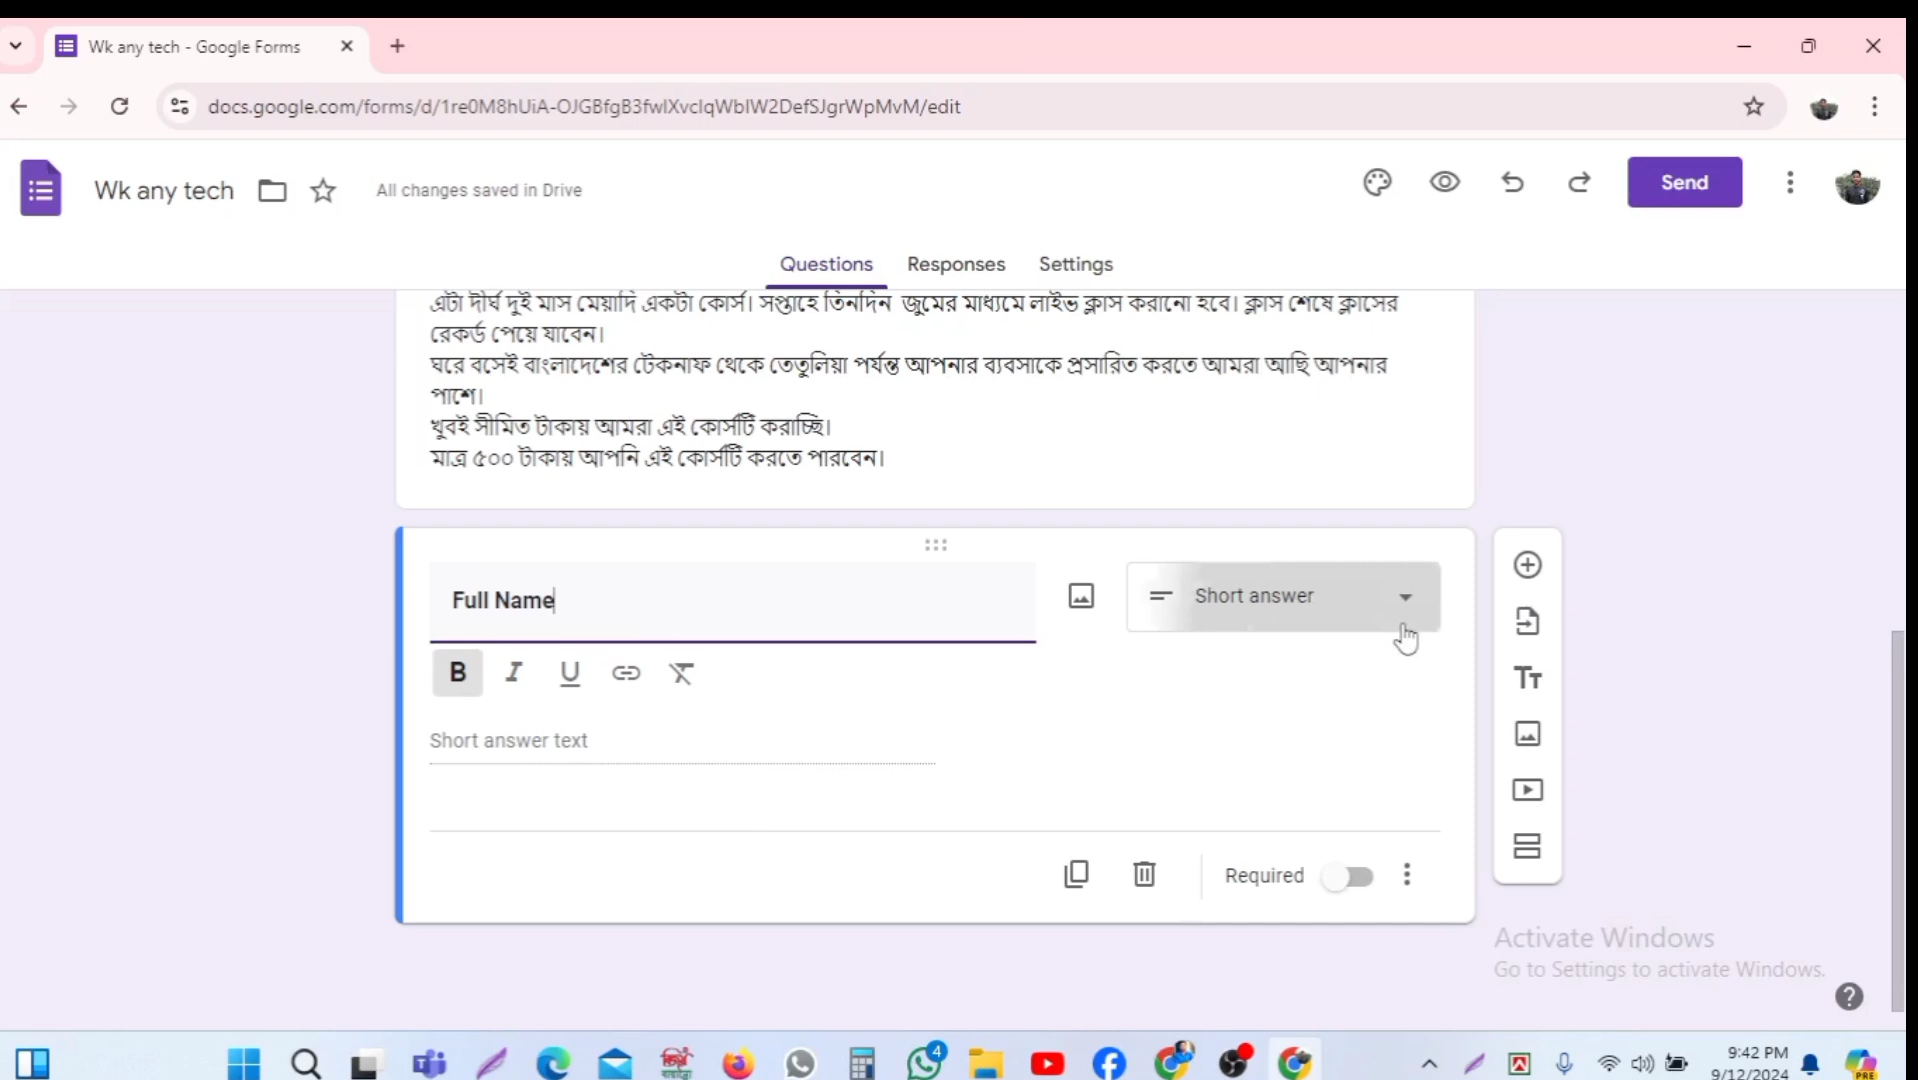 Wk any tech - Google Forms
docs.google.com/forms/d/1re0M8hUiA-OJGBfgB3fwlXvclqWblW2DefSJgrWpMvM/edit
Wk any tech
All changes saved in Drive
Send
Questions Responses Settings
এটা দীর্ঘ দুই মাস মেয়াদি একটা কোর্স। সপ্তাহে তিনদিন জুমের মাধ্যমে লাইভ ক্লাস করানো হবে। ক্লাস শেষে ক্লাসের
রেকর্ড পেয়ে যাবেন।
ঘরে বসেই বাংলাদেশের টেকনাফ থেকে তেতুলিয়া পর্যন্ত আপনার ব্যবসাকে প্রসারিত করতে আমরা আছি আপনার
পাশে।
খুবই সীমিত টাকায় আমরা এই কোর্সটি করাচ্ছি।
মাত্র ৫০০ টাকায় আপনি এই কোর্সটি করতে পারবেন।
Full Name
Short answer
B I U
Tт
Short answer text
Required
Activate Windows
Go to Settings to activate Windows.
4
9:42 PM
9/12/2024
PRE